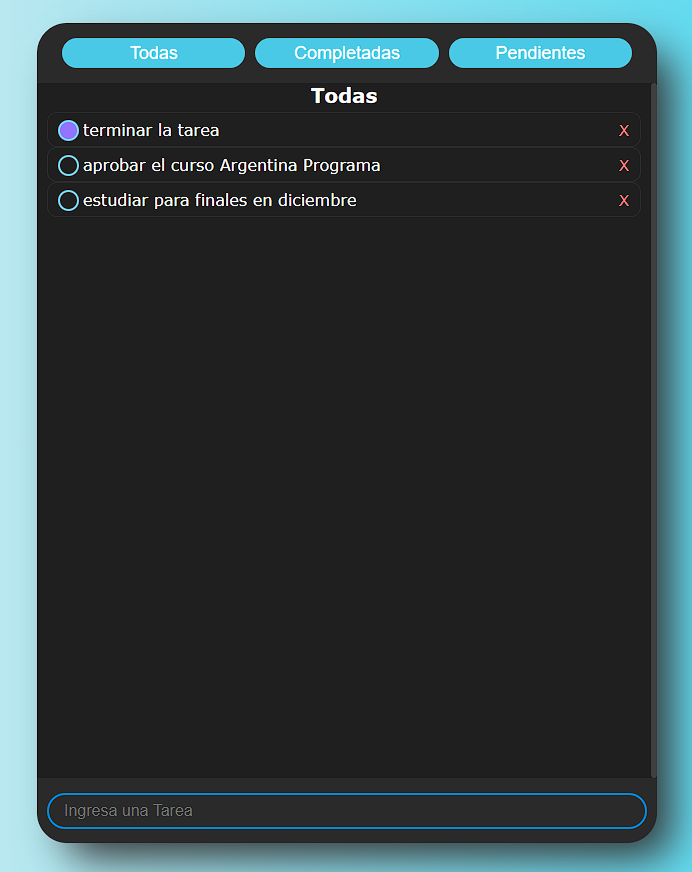 Todas Completadas Pendientes
Todas
terminar la tarea X
aprobar el curso Argentina Programa X
estudiar para finales en diciembre X
Ingresa una Tarea